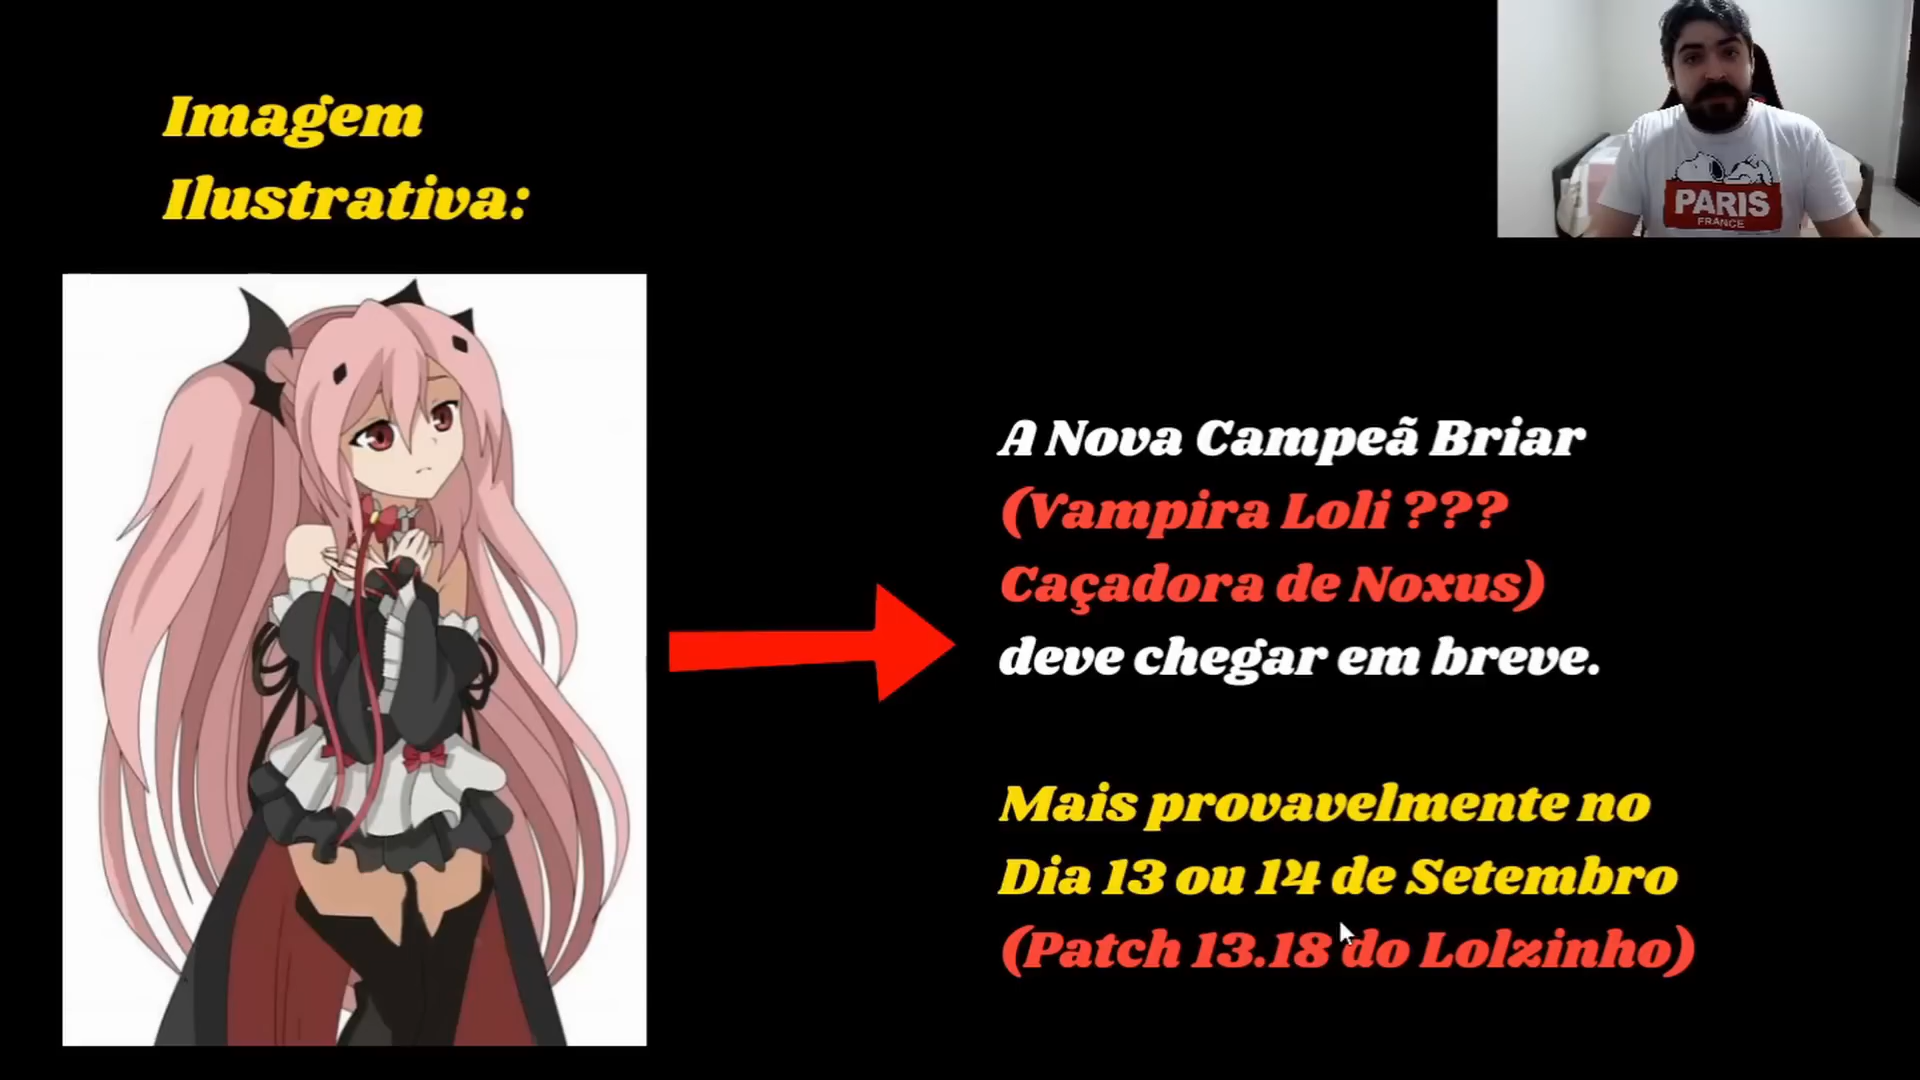 Imagem
Ilustrativa:
PARIS
FRANCE
A Nova Campeã Briar
(Vampira Loli ???
Caçadora de Noxus)
deve chegar em breve.
Mais provavelmente no
Dia 13 ou 14 de Setembro
(Patch 13.18 do Lolzinho)